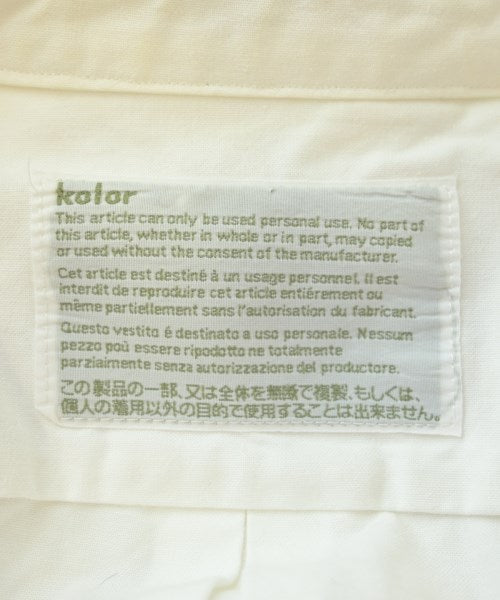 kolor
This article can only be used personal use. No part of
this article, whether in whole or in part, may copied
or used without the consent of the manufacturer.
Cet article est destiné à un usage personnel. Il est
interdit de reproduire cet article entiérement ou
même partiellement sans l'autorisation du fabricant.
Questo vestito é destinato a uso personale. Nessun
pezzo poù essere ripodotto ne totalmente
parziaimente senza autorizzazione del productore.
この製品の一部、又は全体を無断で複製、もしくは、
個人の着用以外の目的で使用することは出来ません。